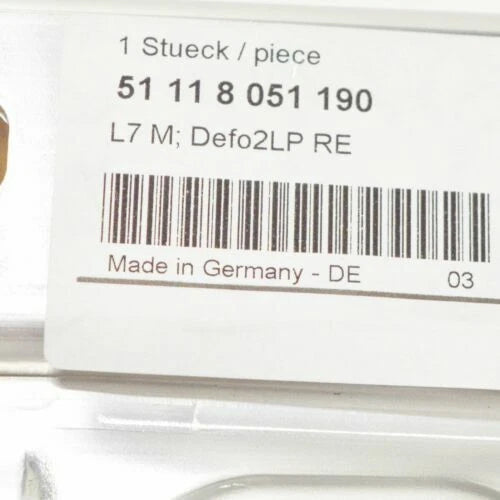 1 Stueck / piece
51 11 8 051 190
L7 M; Defo2LP RE
Made in Germany - DE 03